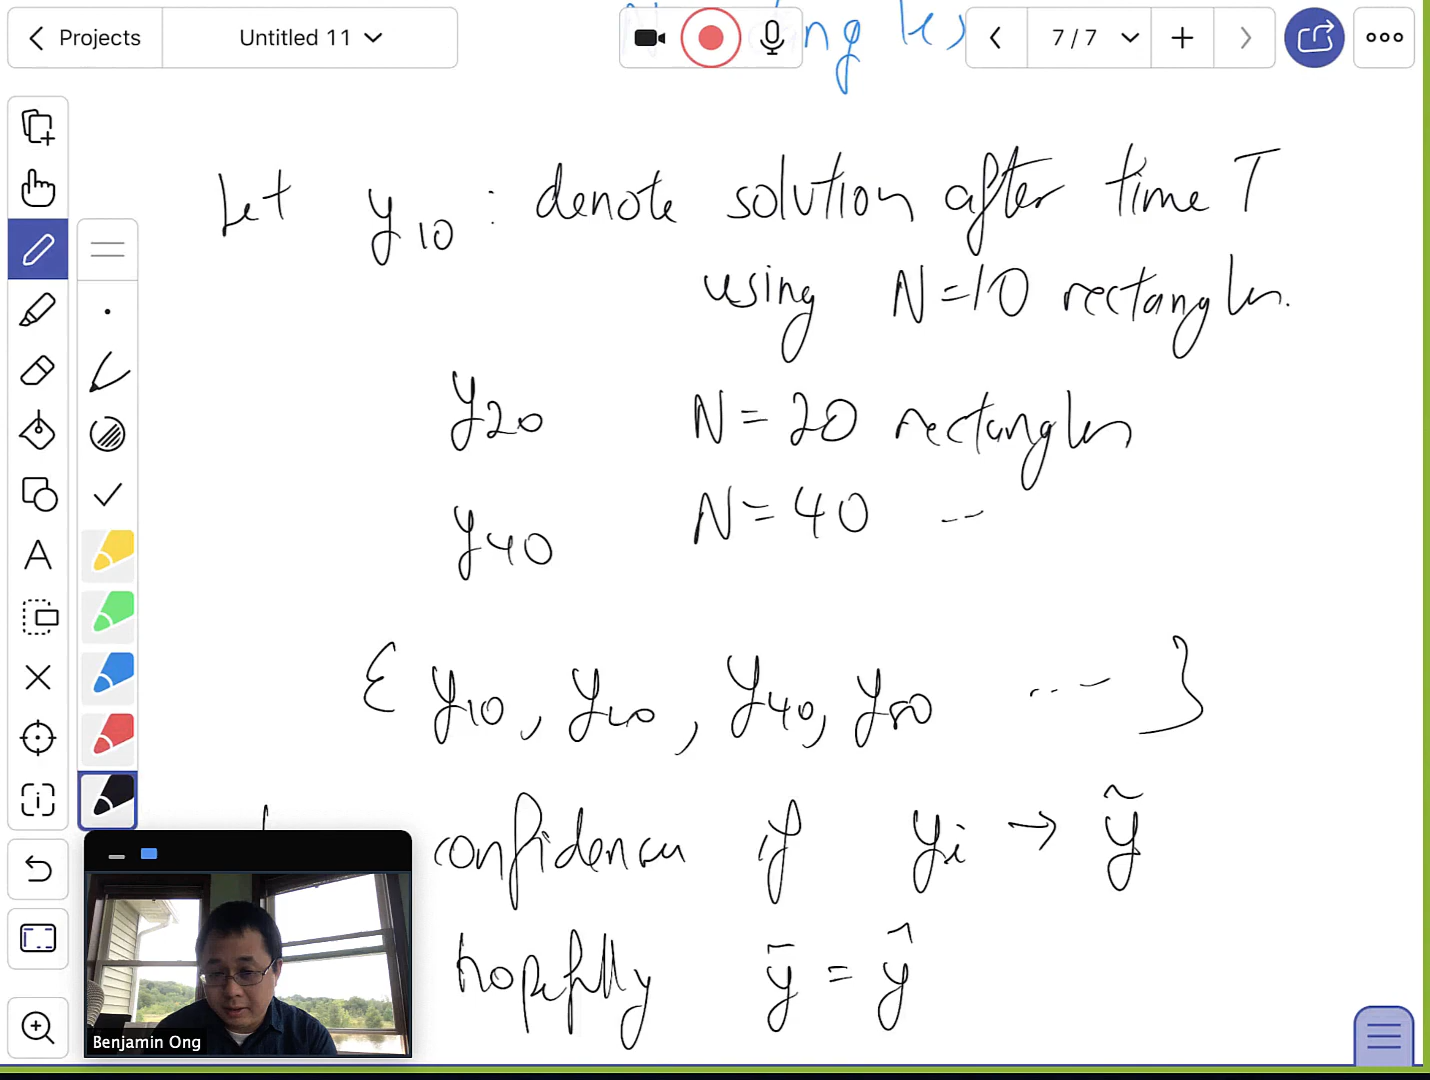 Projects
Untitled 11
7 / 7
ng
Let y10 : denote solution after time T
using N=10 rectangles.
y20 N = 20 rectangles
y40 N = 40 --
{ y10, y20, y40, y80 ... }
confidence if yi → ỹ
hopefully ỹ = ŷ
A
Benjamin Ong